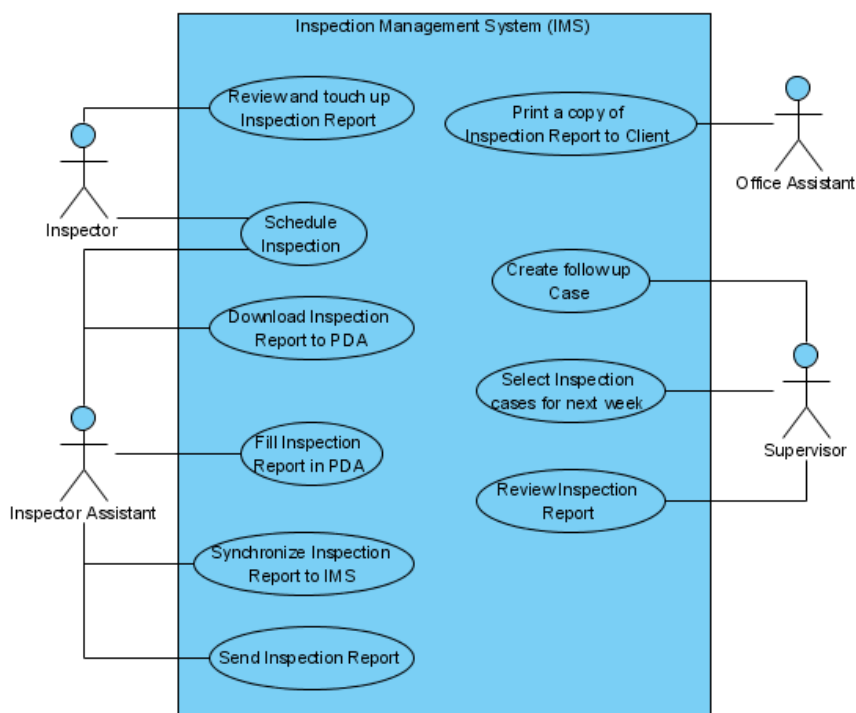 Inspection Management System (IMS)
Review and touch up
Inspection Report
Print a copy of
Inspection Report to Client
Office Assistant
Inspector
Schedule
Inspection
Create follow up
Case
Download Inspection
Report to PDA
Select Inspection
cases for next week
Supervisor
Fill Inspection
Report in PDA
Inspector Assistant
Review Inspection
Report
Synchronize Inspection
Report to IMS
Send Inspection Report